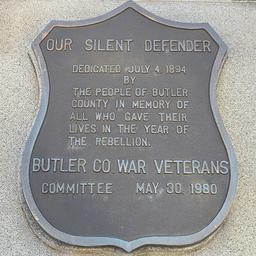 OUR SILENT DEFENDER
DEDICATED JULY 4, 1894
BY
THE PEOPLE OF BUTLER
COUNTY IN MEMORY OF
ALL WHO GAVE THEIR
LIVES IN THE YEAR OF
THE REBELLION.
BUTLER CO. WAR VETERANS
COMMITTEE MAY 30, 1980